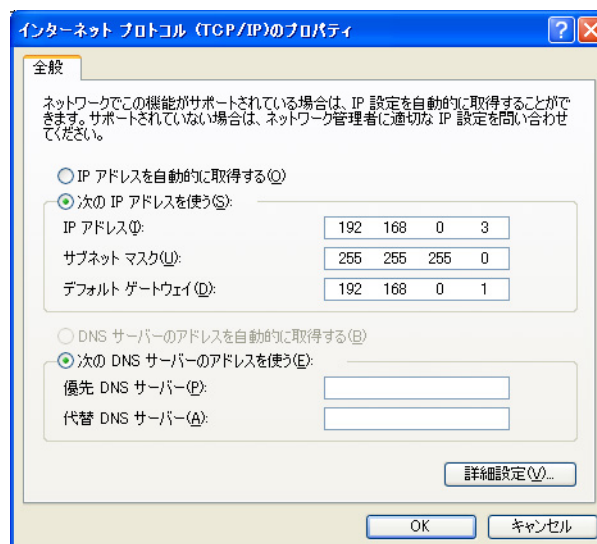 インターネット プロトコル (TCP/IP)のプロパティ
全般
ネットワークでこの機能がサポートされている場合は、IP 設定を自動的に取得することがで
きます。サポートされていない場合は、ネットワーク管理者に適切な IP 設定を問い合わせ
てください。
IP アドレスを自動的に取得する(O)
次の IP アドレスを使う(S):
IP アドレス(I): 192 168 0 3
サブネット マスク(U): 255 255 255 0
デフォルト ゲートウェイ(D): 192 168 0 1
DNS サーバーのアドレスを自動的に取得する(B)
次の DNS サーバーのアドレスを使う(E):
優先 DNS サーバー(P):
代替 DNS サーバー(A):
詳細設定(V)...
OK キャンセル